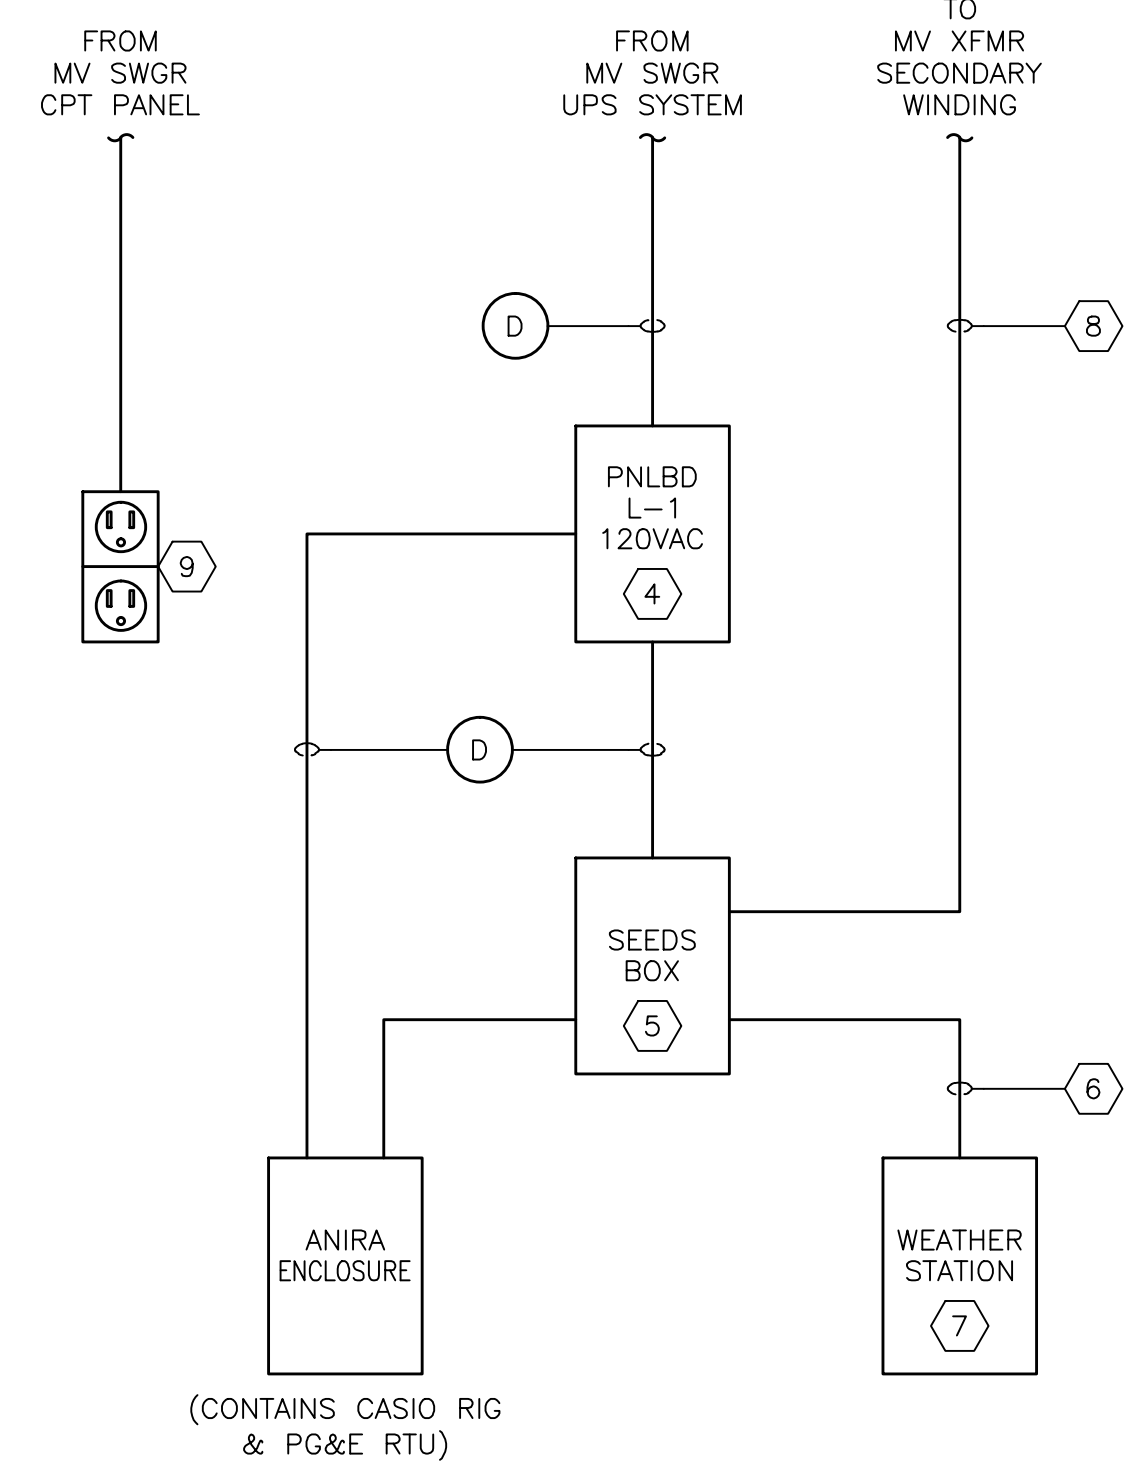 FROM
MV SWGR
CPT PANEL
FROM
MV SWGR
UPS SYSTEM
TO
MV XFMR
SECONDARY
WINDING
D
8
PNLBD
L-1
120VAC
4
9
D
SEEDS
BOX
5
6
ANIRA
ENCLOSURE
WEATHER
STATION
7
(CONTAINS CASIO RIG
& PG&E RTU)